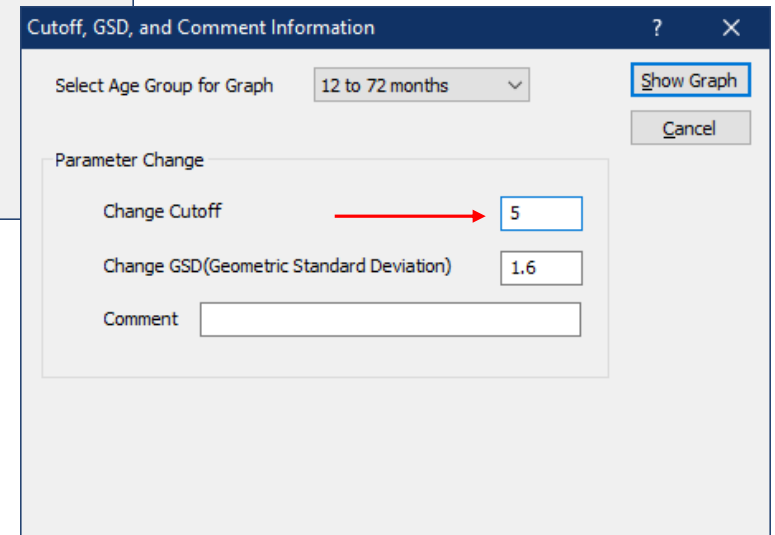 Cutoff, GSD, and Comment Information ? ×
Select Age Group for Graph 12 to 72 months Show Graph
Cancel
Parameter Change
Change Cutoff 5
Change GSD(Geometric Standard Deviation) 1.6
Comment